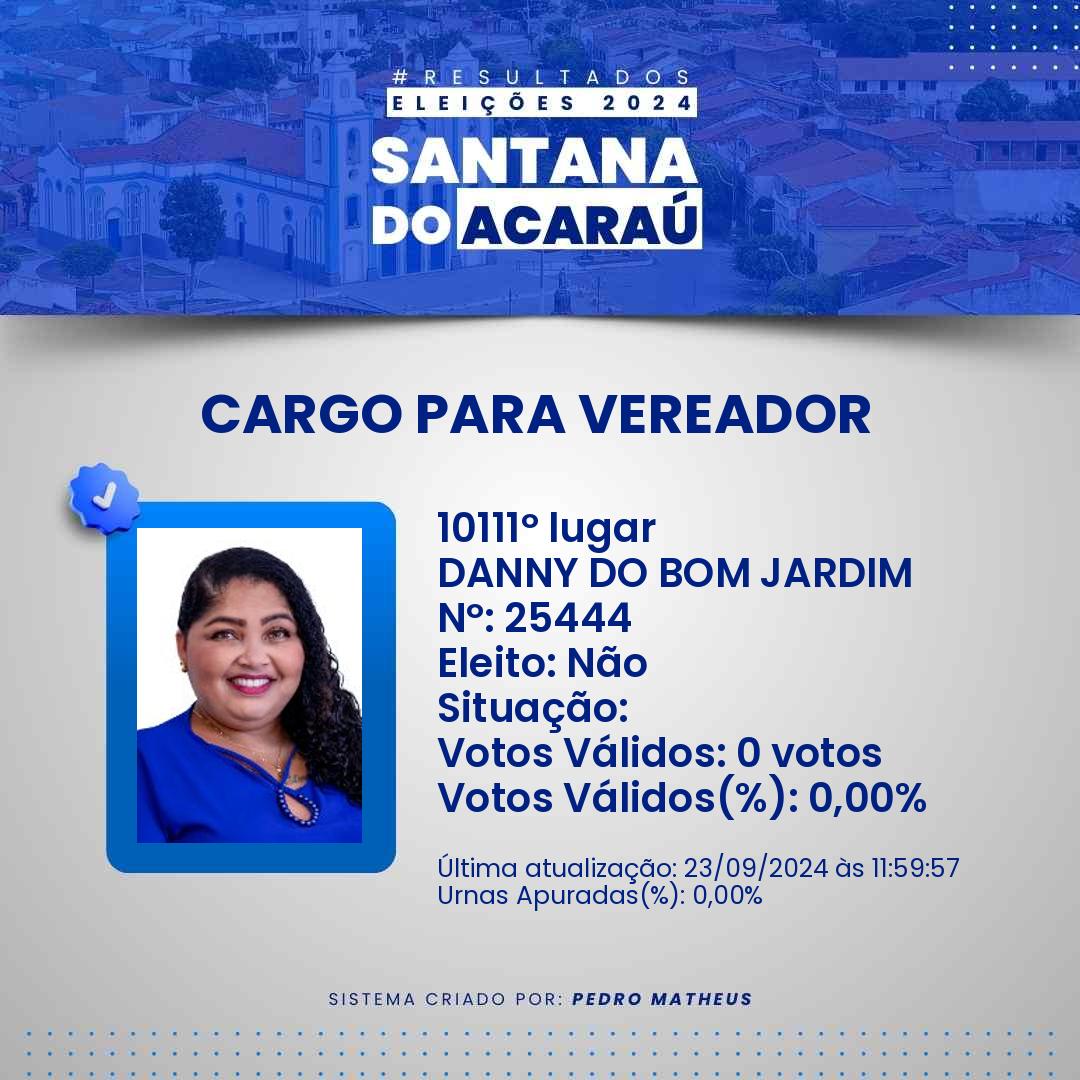 #RESULTADOS
ELEIÇÕES 2024
SANTANA
DO ACARAÚ
CARGO PARA VEREADOR
10111º lugar
DANNY DO BOM JARDIM
Nº: 25444
Eleito: Não
Situação:
Votos Válidos: 0 votos
Votos Válidos(%): 0,00%
Última atualização: 23/09/2024 às 11:59:57
Urnas Apuradas(%): 0,00%
SISTEMA CRIADO POR: PEDRO MATHEUS